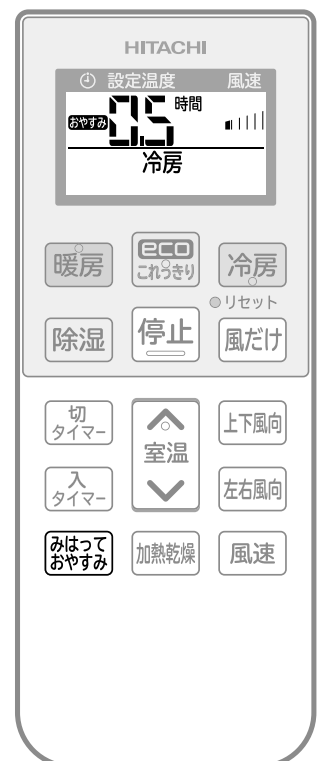 HITACHI
設定温度 風速
おやすみ 0.5 時間
冷房
暖房 eco これっきり 冷房
リセット
除湿 停止 風だけ
切タイマー 室温 上下風向
入タイマー 左右風向
みはっておやすみ 加熱乾燥 風速